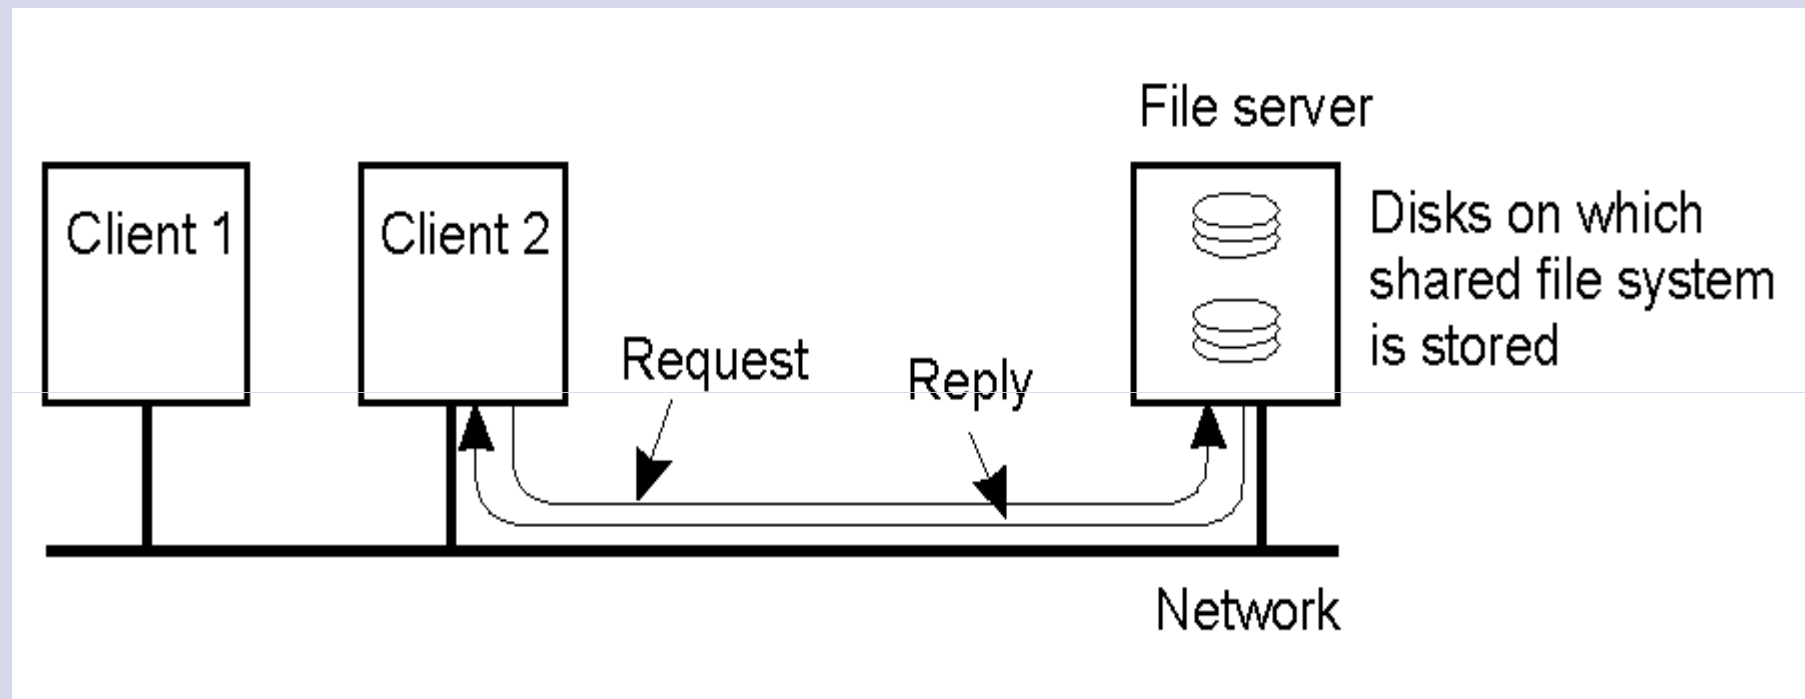 File server
Client 1
Client 2
Disks on which
shared file system
is stored
Request
Reply
Network